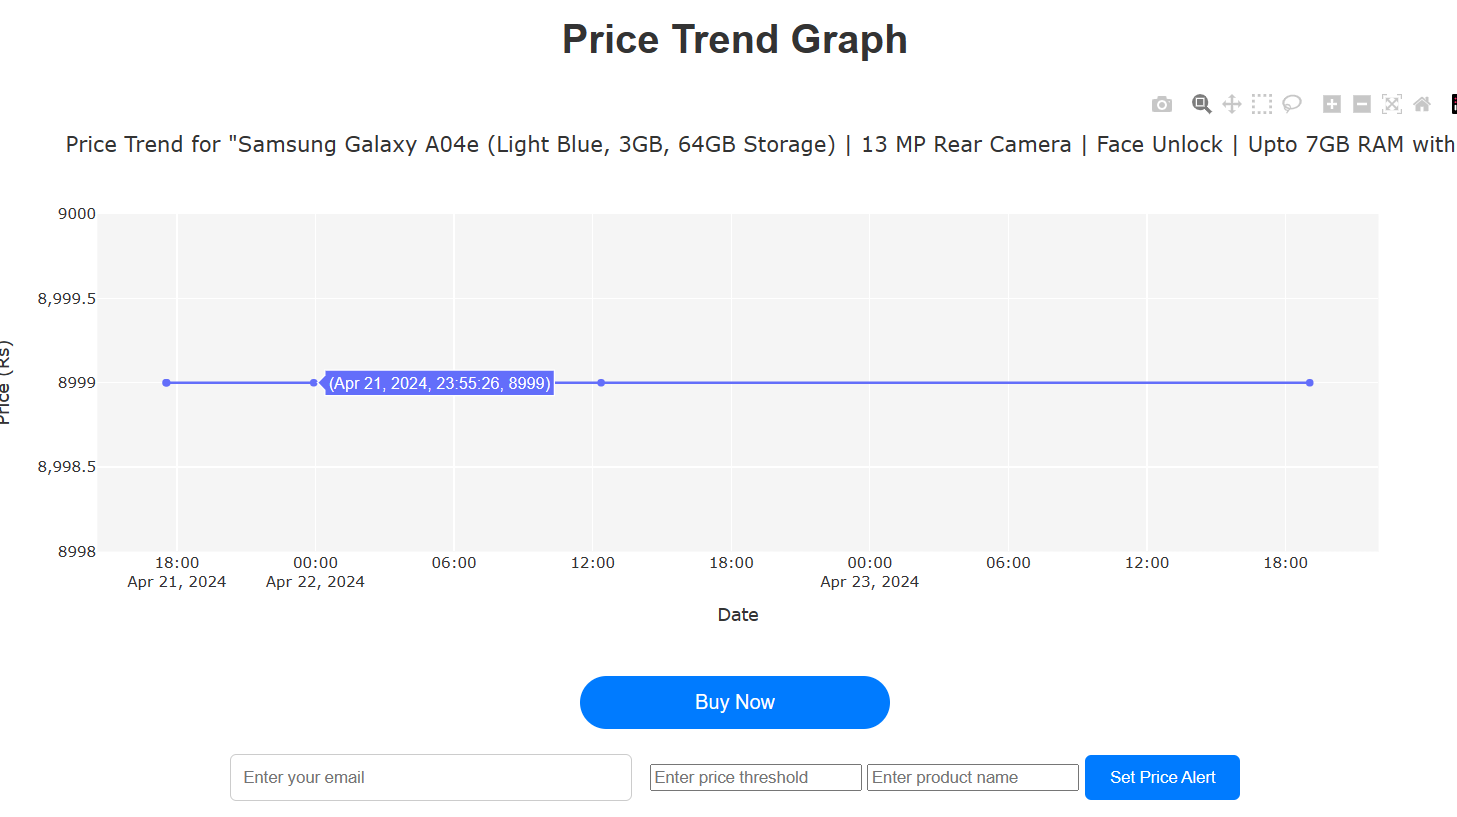 Price Trend Graph
Price Trend for "Samsung Galaxy A04e (Light Blue, 3GB, 64GB Storage) | 13 MP Rear Camera | Face Unlock | Upto 7GB RAM with
9000
8,999.5
8999
8,998.5
8998
Price (Rs)
(Apr 21, 2024, 23:55:26, 8999)
18:00 00:00 06:00 12:00 18:00 00:00 06:00 12:00 18:00
Apr 21, 2024 Apr 22, 2024 Apr 23, 2024
Date
Buy Now
Enter your email Enter price threshold Enter product name Set Price Alert